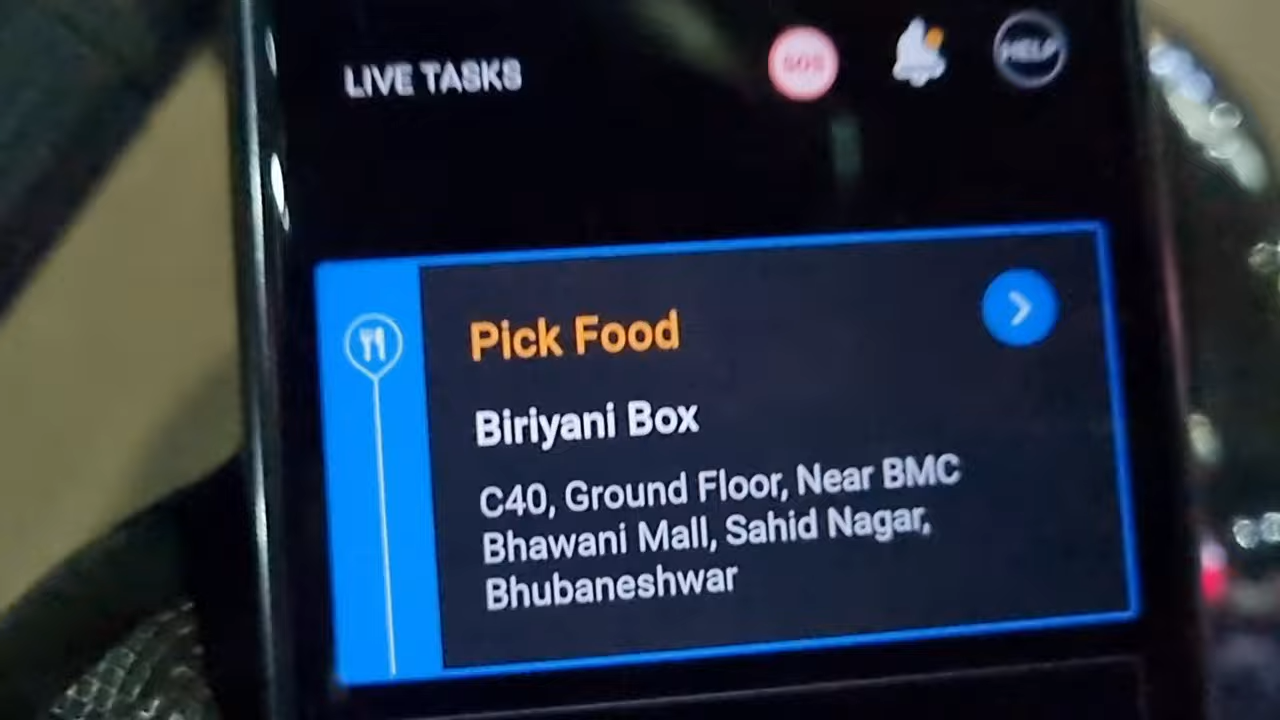 LIVE TASKS
SOS
HELP
Pick Food
Biriyani Box
C40, Ground Floor, Near BMC
Bhawani Mall, Sahid Nagar,
Bhubaneshwar